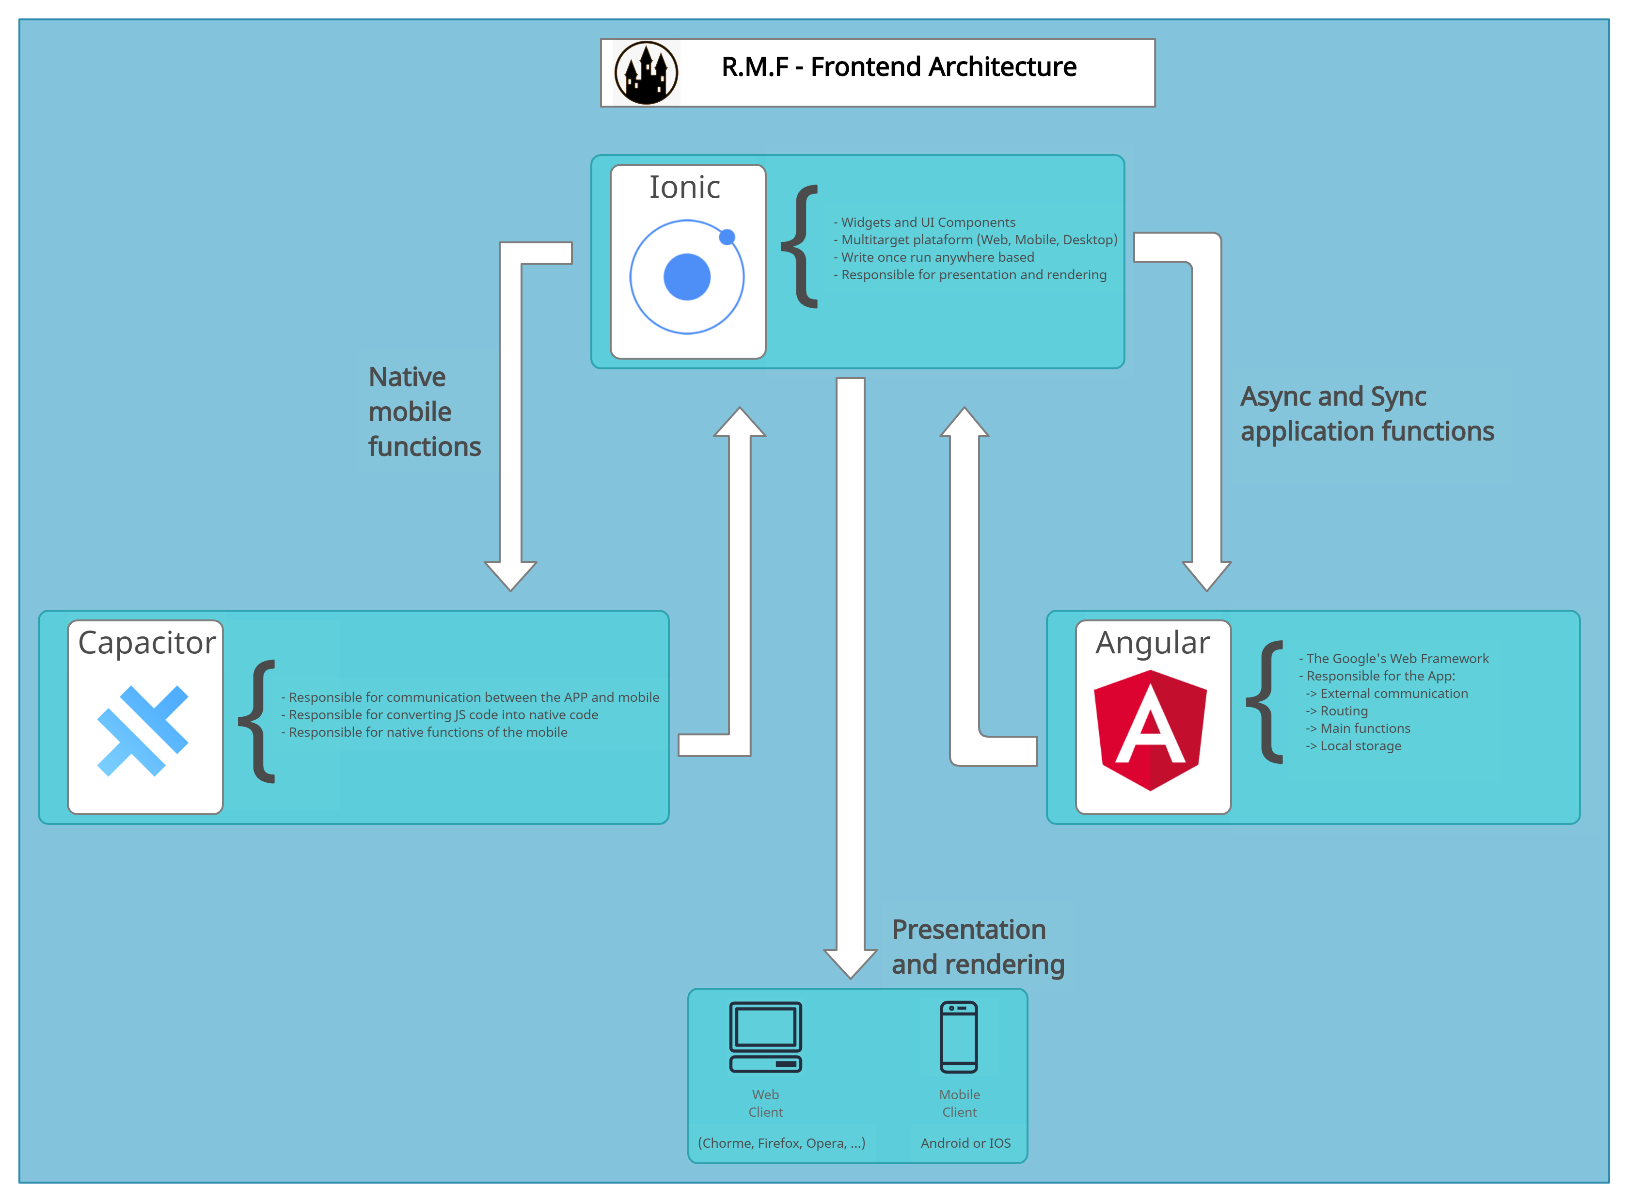 R.M.F - Frontend Architecture
Ionic
- Widgets and UI Components
- Multitarget plataform (Web, Mobile, Desktop)
- Write once run anywhere based
- Responsible for presentation and rendering
Native
mobile
functions
Async and Sync
application functions
Capacitor
- Responsible for communication between the APP and mobile
- Responsible for converting JS code into native code
- Responsible for native functions of the mobile
Angular
- The Google's Web Framework
- Responsible for the App:
-> External communication
-> Routing
-> Main functions
-> Local storage
Presentation
and rendering
Web
Client
(Chorme, Firefox, Opera, ...)
Mobile
Client
Android or IOS